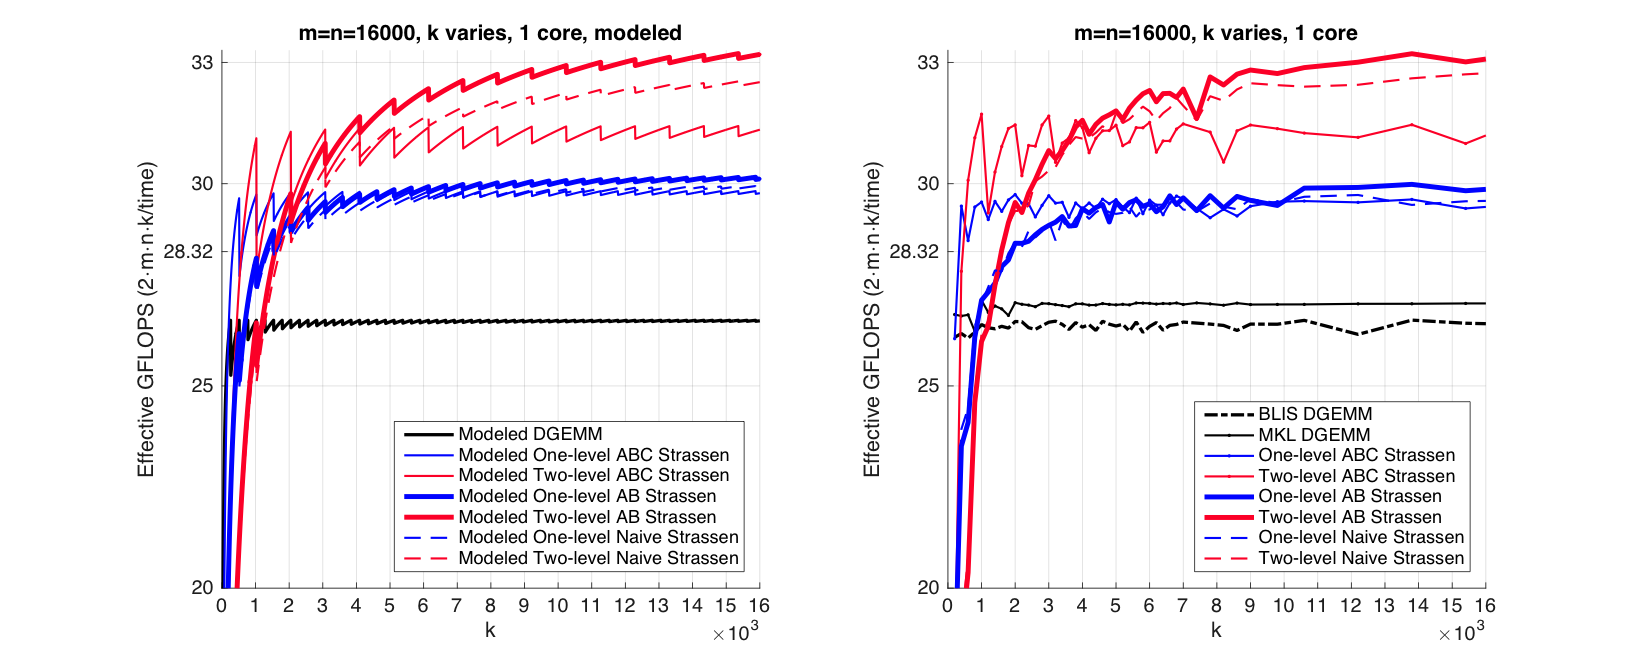 m=n=16000, k varies, 1 core, modeled
Effective GFLOPS (2·m·n·k/time)
33
30
28.32
25
20
0 1 2 3 4 5 6 7 8 9 10 11 12 13 14 15 16
k
×10³
Modeled DGEMM
Modeled One-level ABC Strassen
Modeled Two-level ABC Strassen
Modeled One-level AB Strassen
Modeled Two-level AB Strassen
Modeled One-level Naive Strassen
Modeled Two-level Naive Strassen
m=n=16000, k varies, 1 core
Effective GFLOPS (2·m·n·k/time)
33
30
28.32
25
20
0 1 2 3 4 5 6 7 8 9 10 11 12 13 14 15 16
k
×10³
BLIS DGEMM
MKL DGEMM
One-level ABC Strassen
Two-level ABC Strassen
One-level AB Strassen
Two-level AB Strassen
One-level Naive Strassen
Two-level Naive Strassen